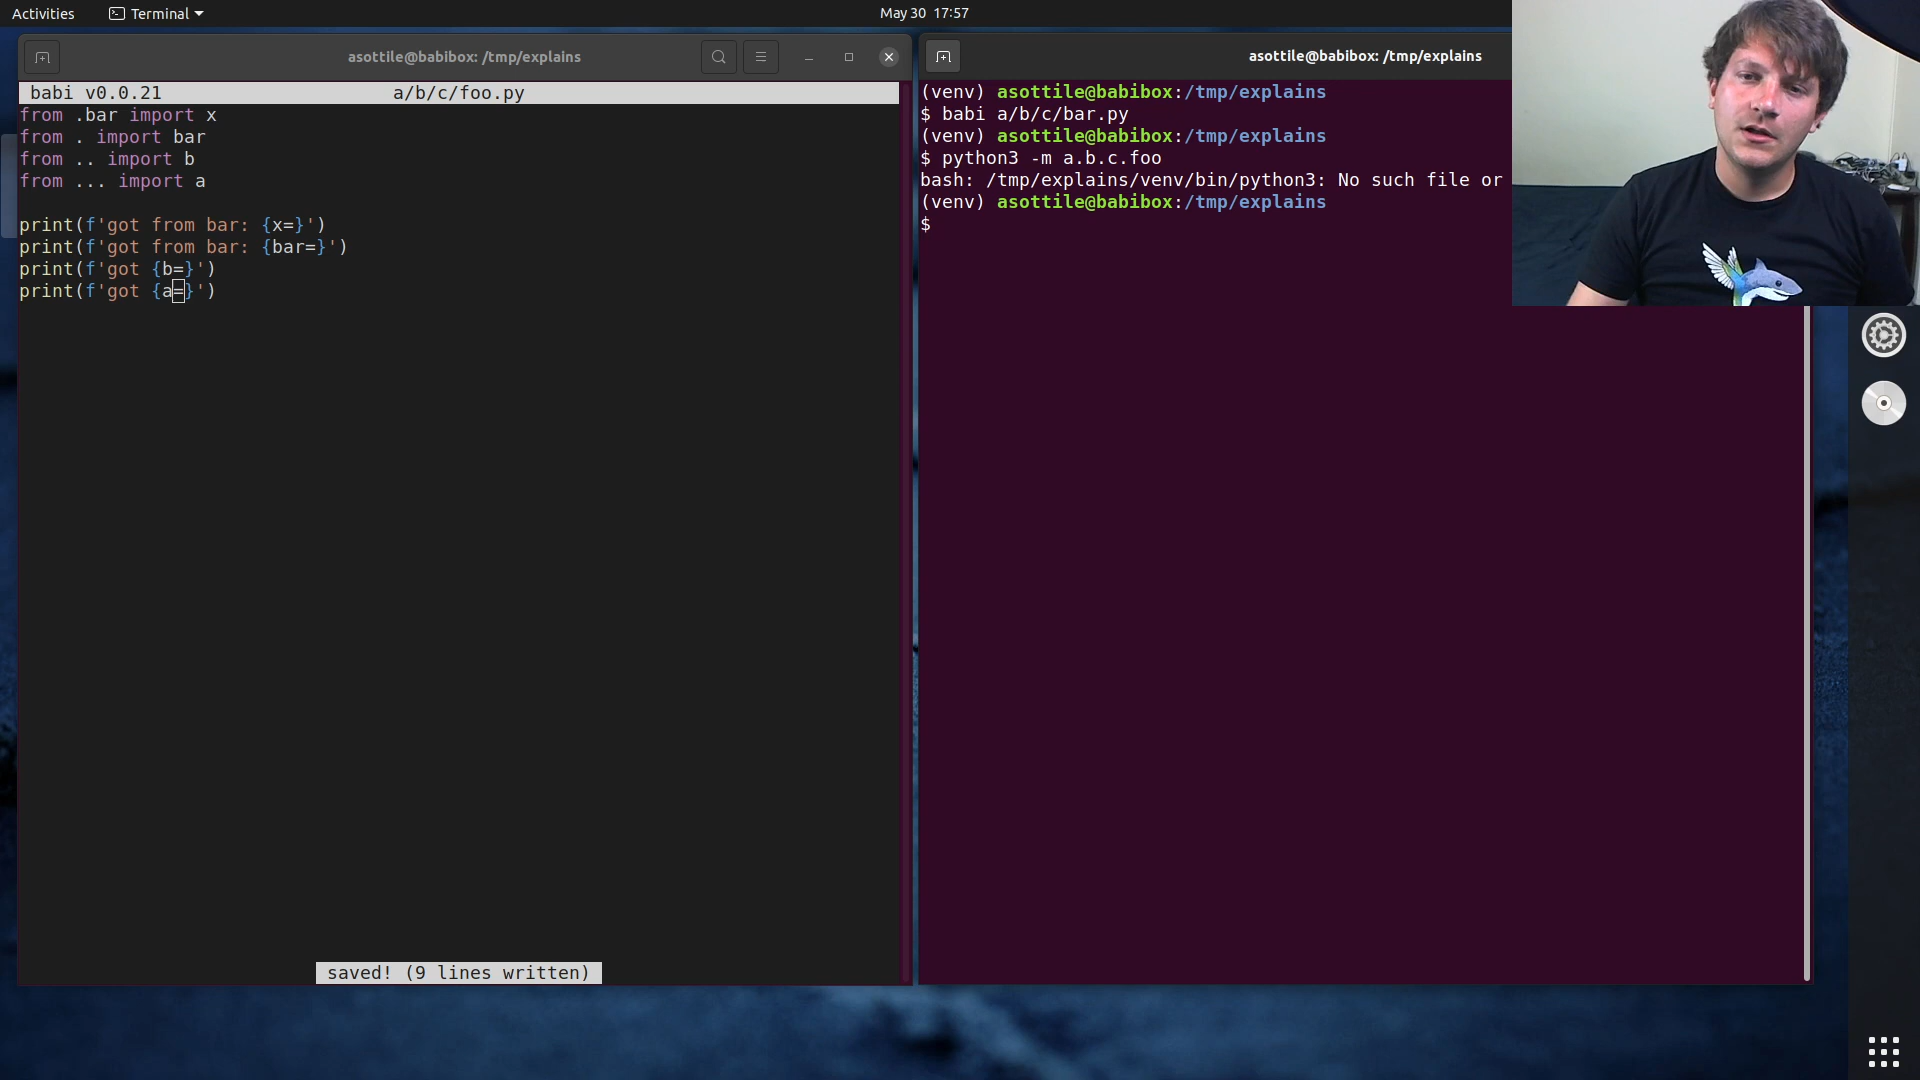 Activities
Terminal
May 30 17:57
asottile@babibox: /tmp/explains
babi v0.0.21 a/b/c/foo.py
from .bar import x
from . import bar
from .. import b
from ... import a
print(f'got from bar: {x=}')
print(f'got from bar: {bar=}')
print(f'got {b=}')
print(f'got {a=}')
saved! (9 lines written)
asottile@babibox: /tmp/explains
(venv) asottile@babibox:/tmp/explains
$ babi a/b/c/bar.py
(venv) asottile@babibox:/tmp/explains
$ python3 -m a.b.c.foo
bash: /tmp/explains/venv/bin/python3: No such file or
(venv) asottile@babibox:/tmp/explains
$